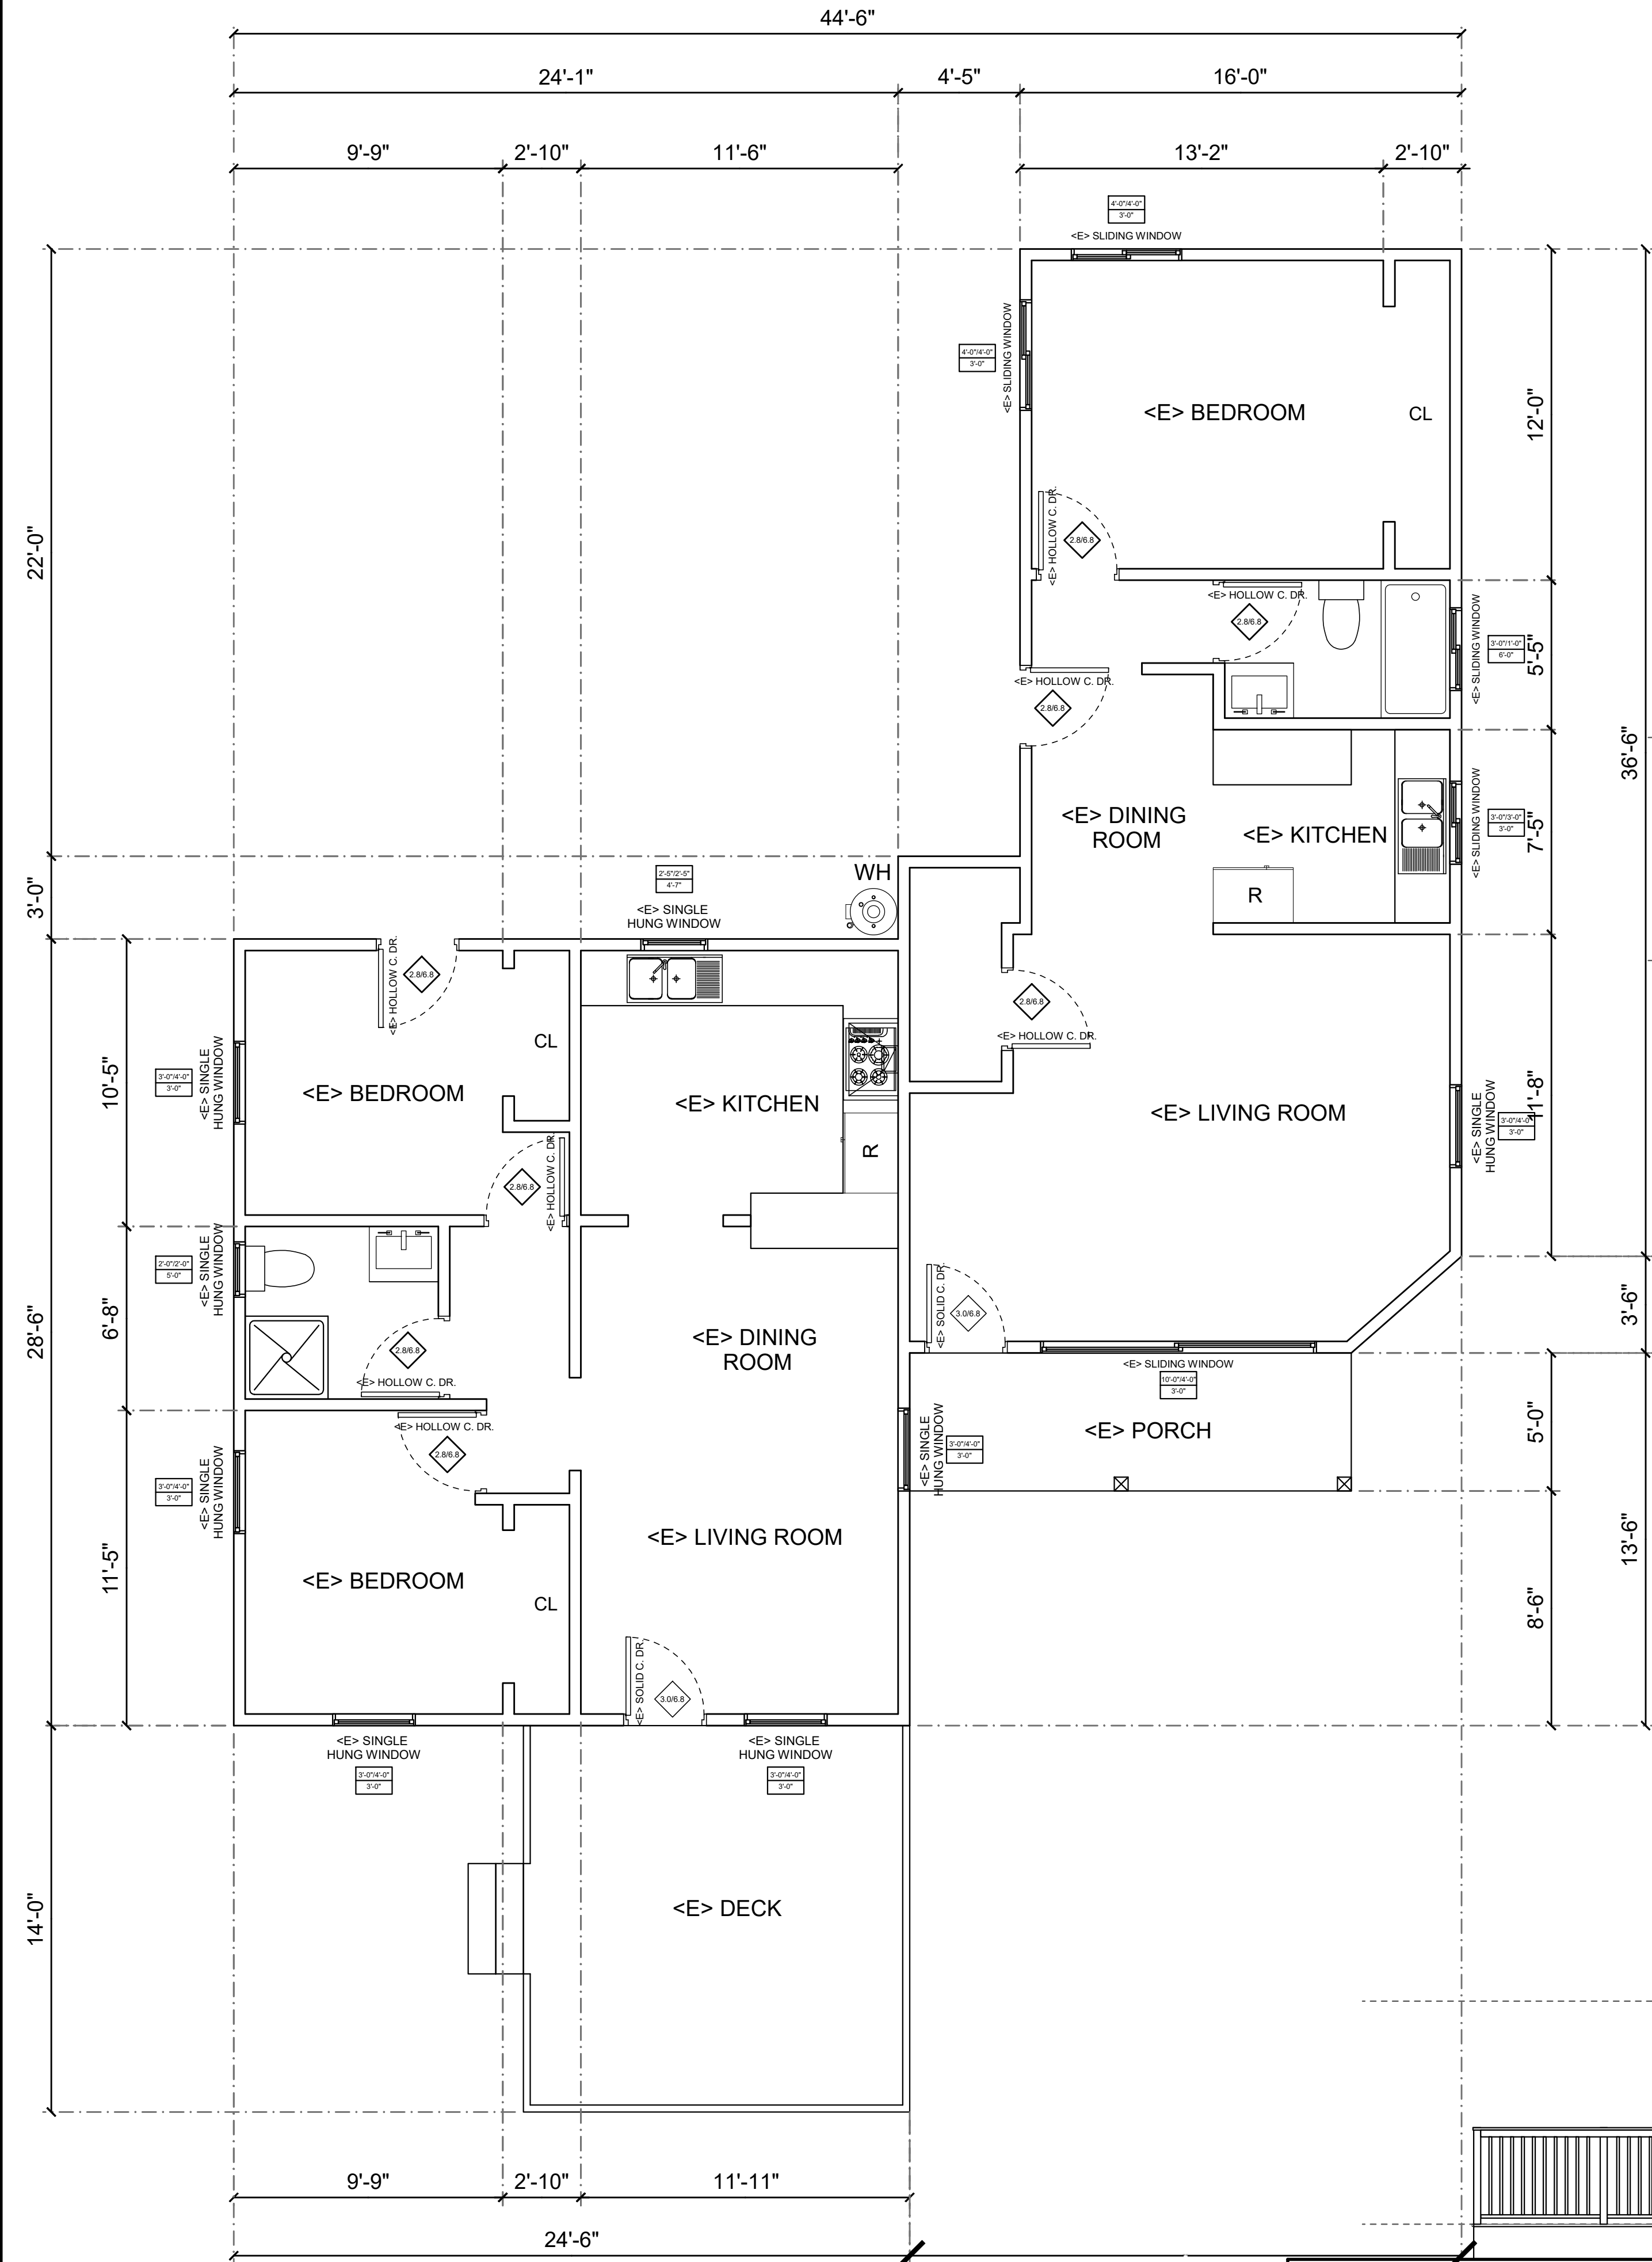 44'-6"
24'-1"
4'-5"
16'-0"
9'-9"
2'-10"
11'-6"
13'-2"
2'-10"
4'-0"/4'-0"
3'-0"
<E> SLIDING WINDOW
<E> SLIDING WINDOW
4'-0"/4'-0"
3'-0"
<E> BEDROOM
CL
12'-0"
22'-0"
<E> HOLLOW C. DR.
2.8/6.8
<E> HOLLOW C. DR.
2.8/6.8
<E> SLIDING WINDOW
3'-0"/1'-0"
6'-0"
5'-5"
<E> HOLLOW C. DR.
2.8/6.8
36'-6"
<E> DINING
ROOM
<E> KITCHEN
<E> SLIDING WINDOW
3'-0"/3'-0"
3'-0"
7'-5"
R
3'-0"
2'-5"/2'-5"
4'-7"
<E> SINGLE
HUNG WINDOW
WH
<E> HOLLOW C. DR.
2.8/6.8
2.8/6.8
<E> HOLLOW C. DR.
10'-5"
3'-0"/4'-0"
3'-0"
<E> SINGLE
HUNG WINDOW
<E> BEDROOM
CL
<E> KITCHEN
R
<E> LIVING ROOM
<E> SINGLE
HUNG WINDOW
3'-0"/4'-0"
3'-0"
11'-8"
2.8/6.8
<E> HOLLOW C. DR.
28'-6"
6'-8"
2'-0"/2'-0"
5'-0"
<E> SINGLE
HUNG WINDOW
2.8/6.8
<E> HOLLOW C. DR.
<E> DINING
ROOM
<E> SOLID C. DR.
3.0/6.8
<E> SLIDING WINDOW
10'-0"/4'-0"
3'-0"
3'-6"
<E> HOLLOW C. DR.
2.8/6.8
<E> SINGLE
HUNG WINDOW
3'-0"/4'-0"
3'-0"
<E> PORCH
5'-0"
3'-0"/4'-0"
3'-0"
<E> SINGLE
HUNG WINDOW
11'-5"
<E> LIVING ROOM
13'-6"
<E> BEDROOM
CL
8'-6"
<E> SOLID C. DR.
3.0/6.8
<E> SINGLE
HUNG WINDOW
3'-0"/4'-0"
3'-0"
<E> SINGLE
HUNG WINDOW
3'-0"/4'-0"
3'-0"
14'-0"
<E> DECK
9'-9"
2'-10"
11'-11"
24'-6"